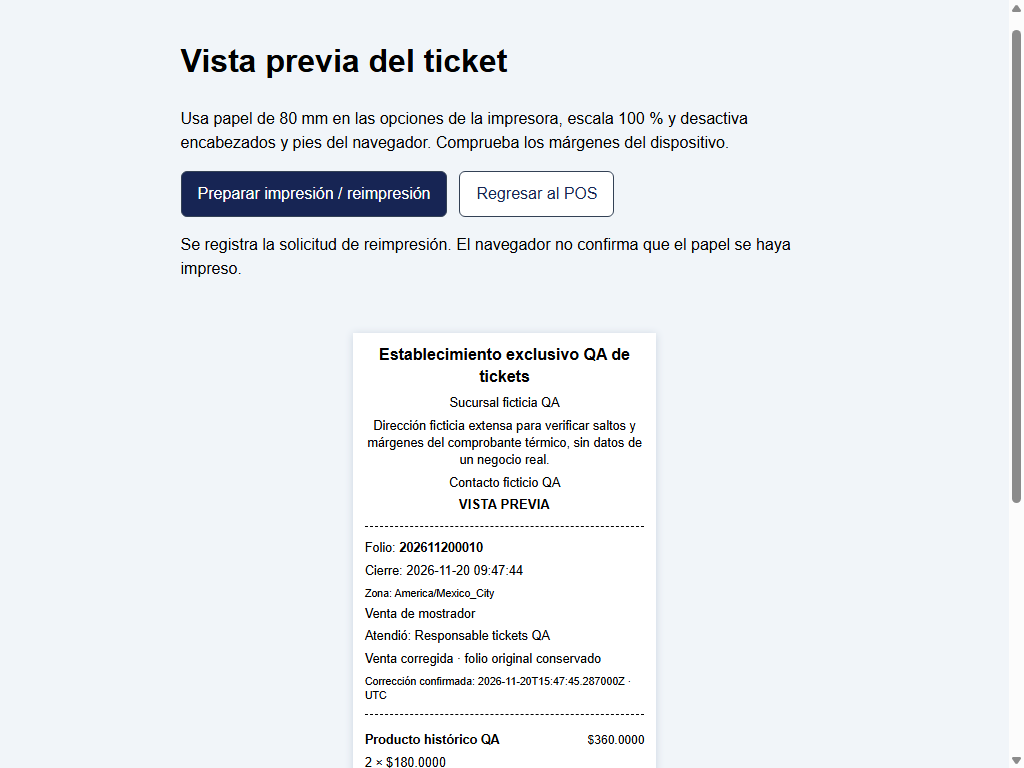 Vista previa del ticket
Usa papel de 80 mm en las opciones de la impresora, escala 100 % y desactiva
encabezados y pies del navegador. Comprueba los márgenes del dispositivo.
Preparar impresión / reimpresión
Regresar al POS
Se registra la solicitud de reimpresión. El navegador no confirma que el papel se haya
impreso.
Establecimiento exclusivo QA de
tickets
Sucursal ficticia QA
Dirección ficticia extensa para verificar saltos y
márgenes del comprobante térmico, sin datos de
un negocio real.
Contacto ficticio QA
VISTA PREVIA
Folio: 202611200010
Cierre: 2026-11-20 09:47:44
Zona: America/Mexico_City
Venta de mostrador
Atendió: Responsable tickets QA
Venta corregida · folio original conservado
Corrección confirmada: 2026-11-20T15:47:45.287000Z ·
UTC
Producto histórico QA $360.0000
2 × $180.0000